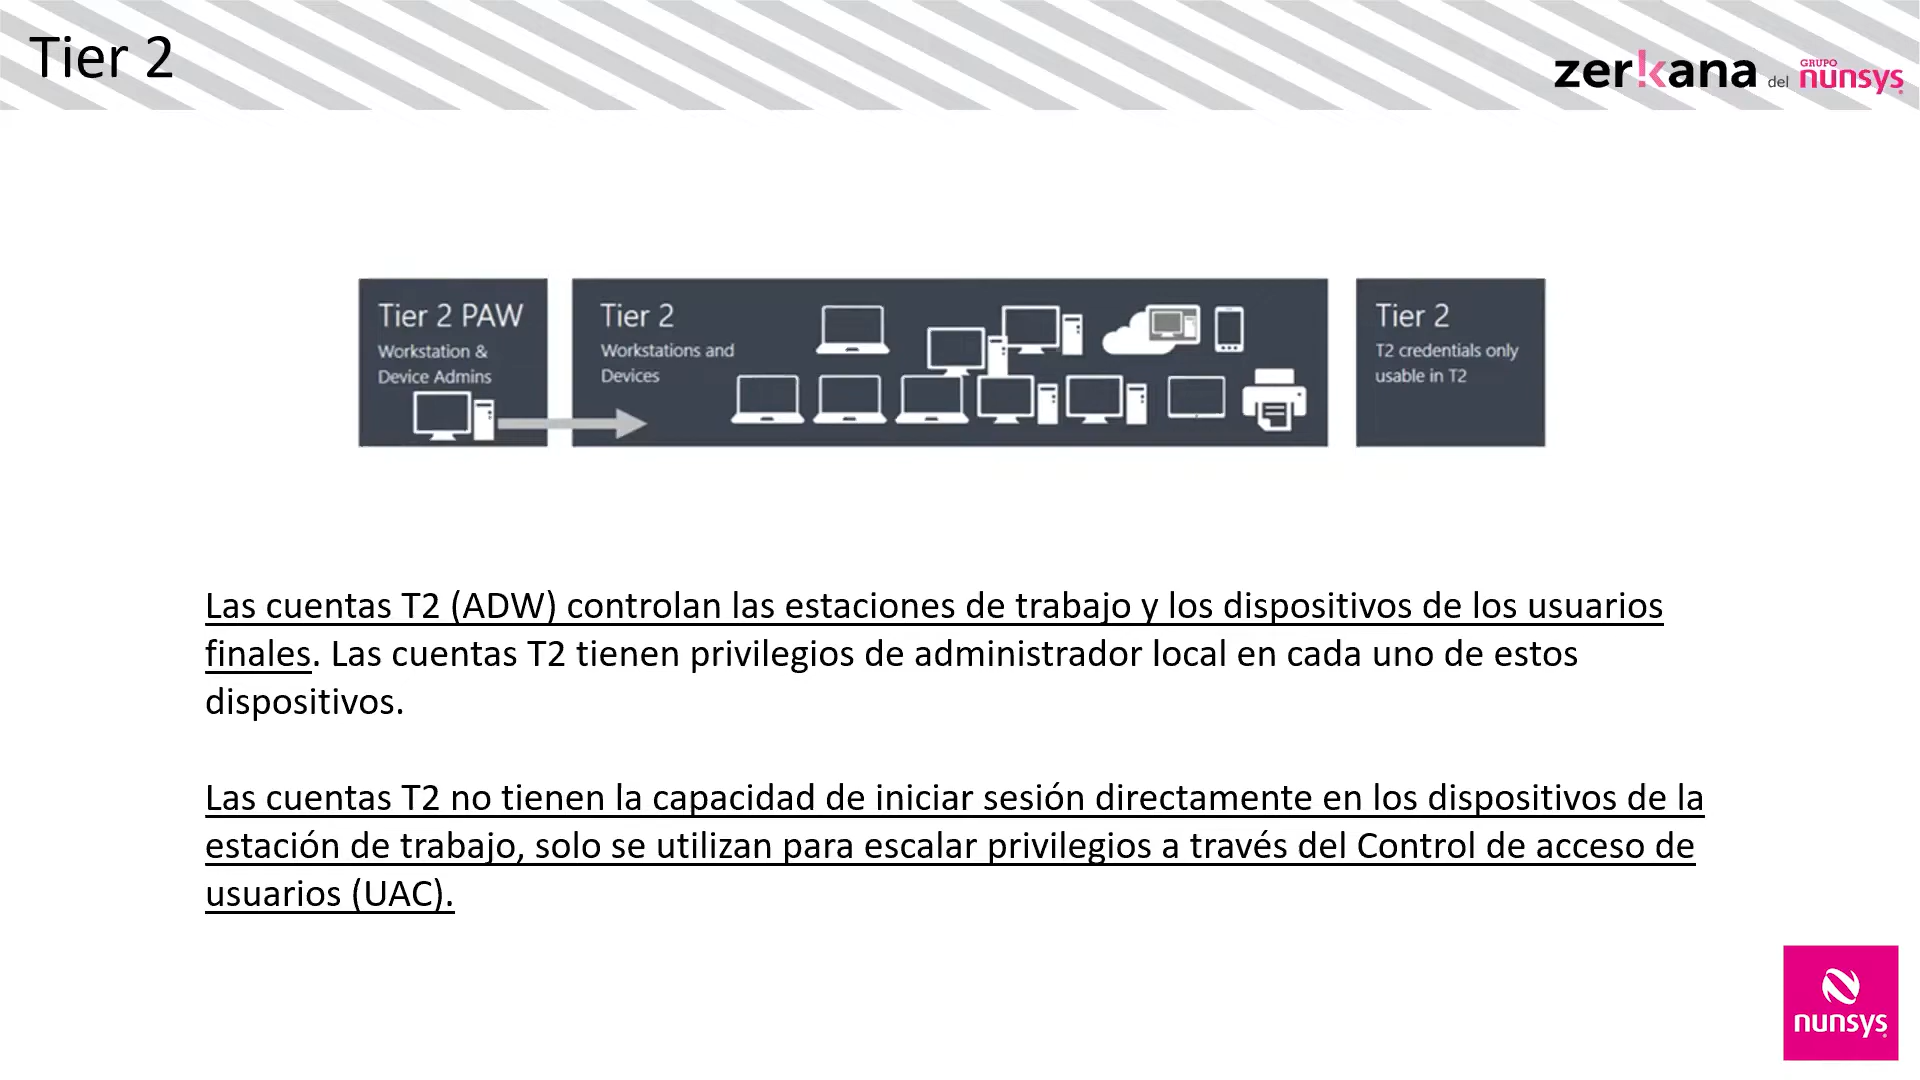 Tier 2
zer!kana del GRUPO nunsys
Tier 2 PAW
Workstation &
Device Admins
Tier 2
Workstations and
Devices
Tier 2
T2 credentials only
usable in T2
Las cuentas T2 (ADW) controlan las estaciones de trabajo y los dispositivos de los usuarios
finales. Las cuentas T2 tienen privilegios de administrador local en cada uno de estos
dispositivos.
Las cuentas T2 no tienen la capacidad de iniciar sesión directamente en los dispositivos de la
estación de trabajo, solo se utilizan para escalar privilegios a través del Control de acceso de
usuarios (UAC).
nunsys